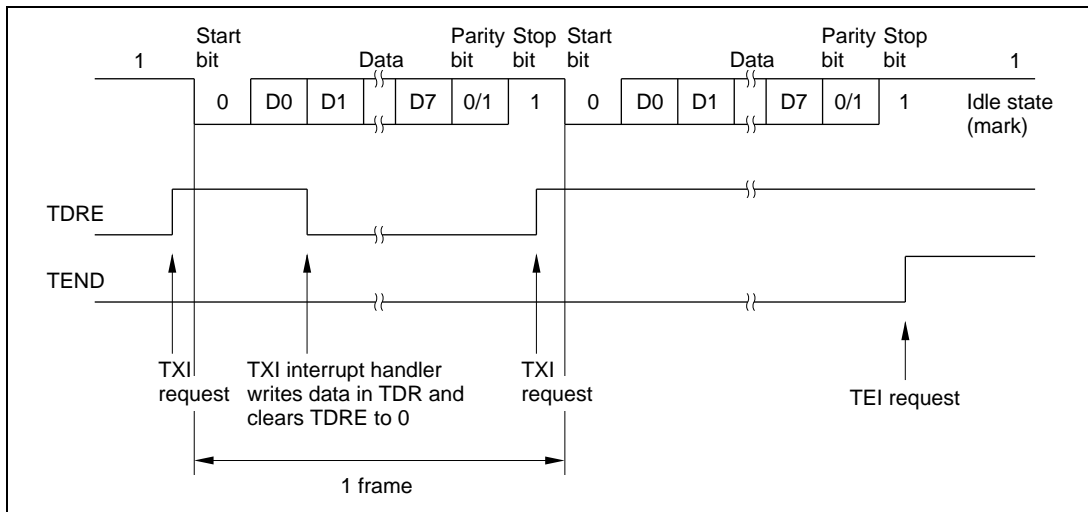 1
Start bit
Data
Parity bit
Stop bit
Start bit
Data
Parity bit
Stop bit
1
0 D0 D1 D7 0/1 1 0 D0 D1 D7 0/1 1
Idle state
(mark)
TDRE
TEND
TXI
request
TXI interrupt handler
writes data in TDR and
clears TDRE to 0
TXI
request
TEI request
1 frame